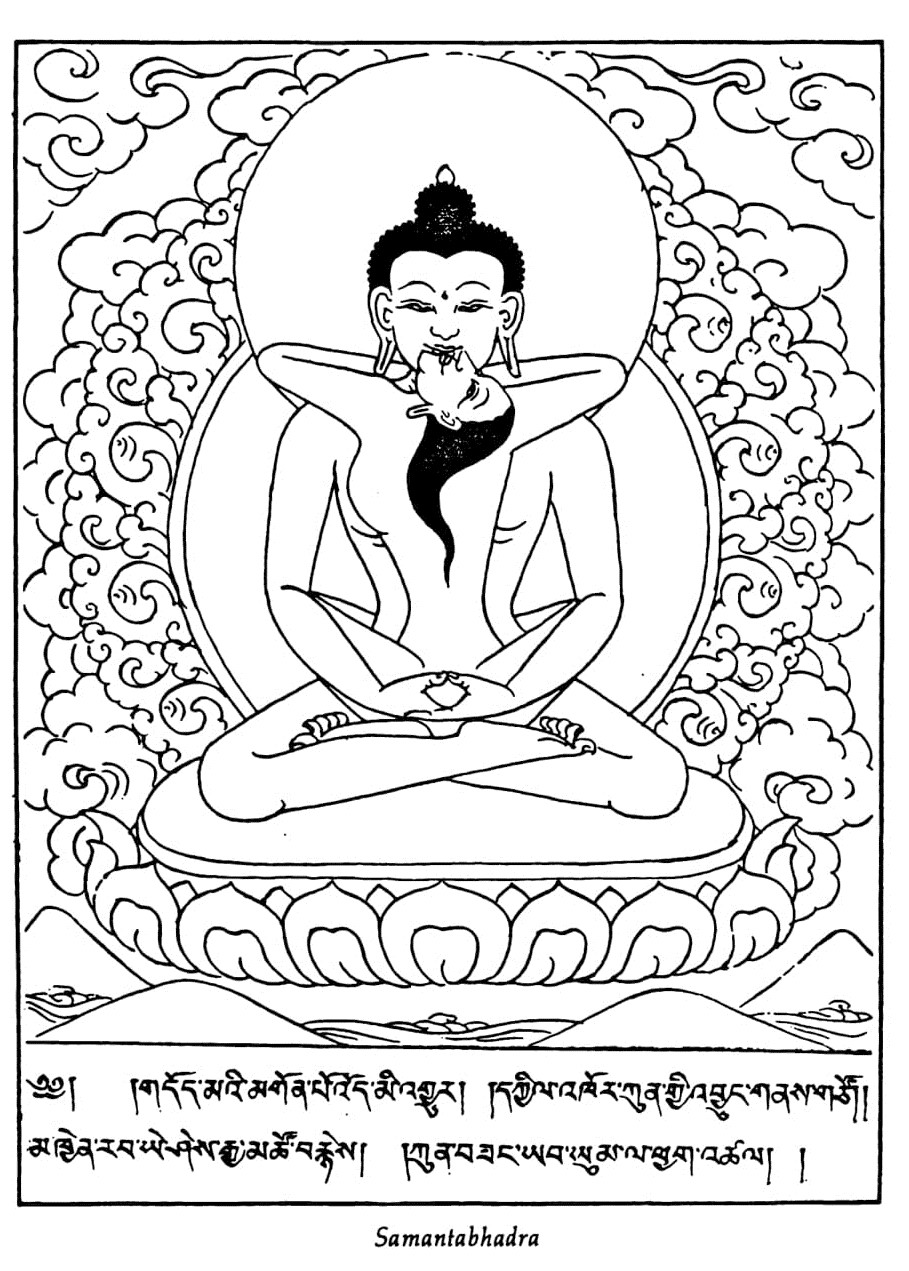 ༄༅། །གདོད་མའི་མགོན་པོ་འོད་མི་འགྱུར། །དཀྱིལ་འཁོར་ཀུན་གྱི་འབྱུང་གནས་གཙོ།།
མཁྱེན་རབ་ཡེ་ཤེས་རྒྱ་མཚོ་བརྙེས། །ཀུན་བཟང་ཡབ་ཡུམ་ལ་ཕྱག་འཚལ། །
Samantabhadra